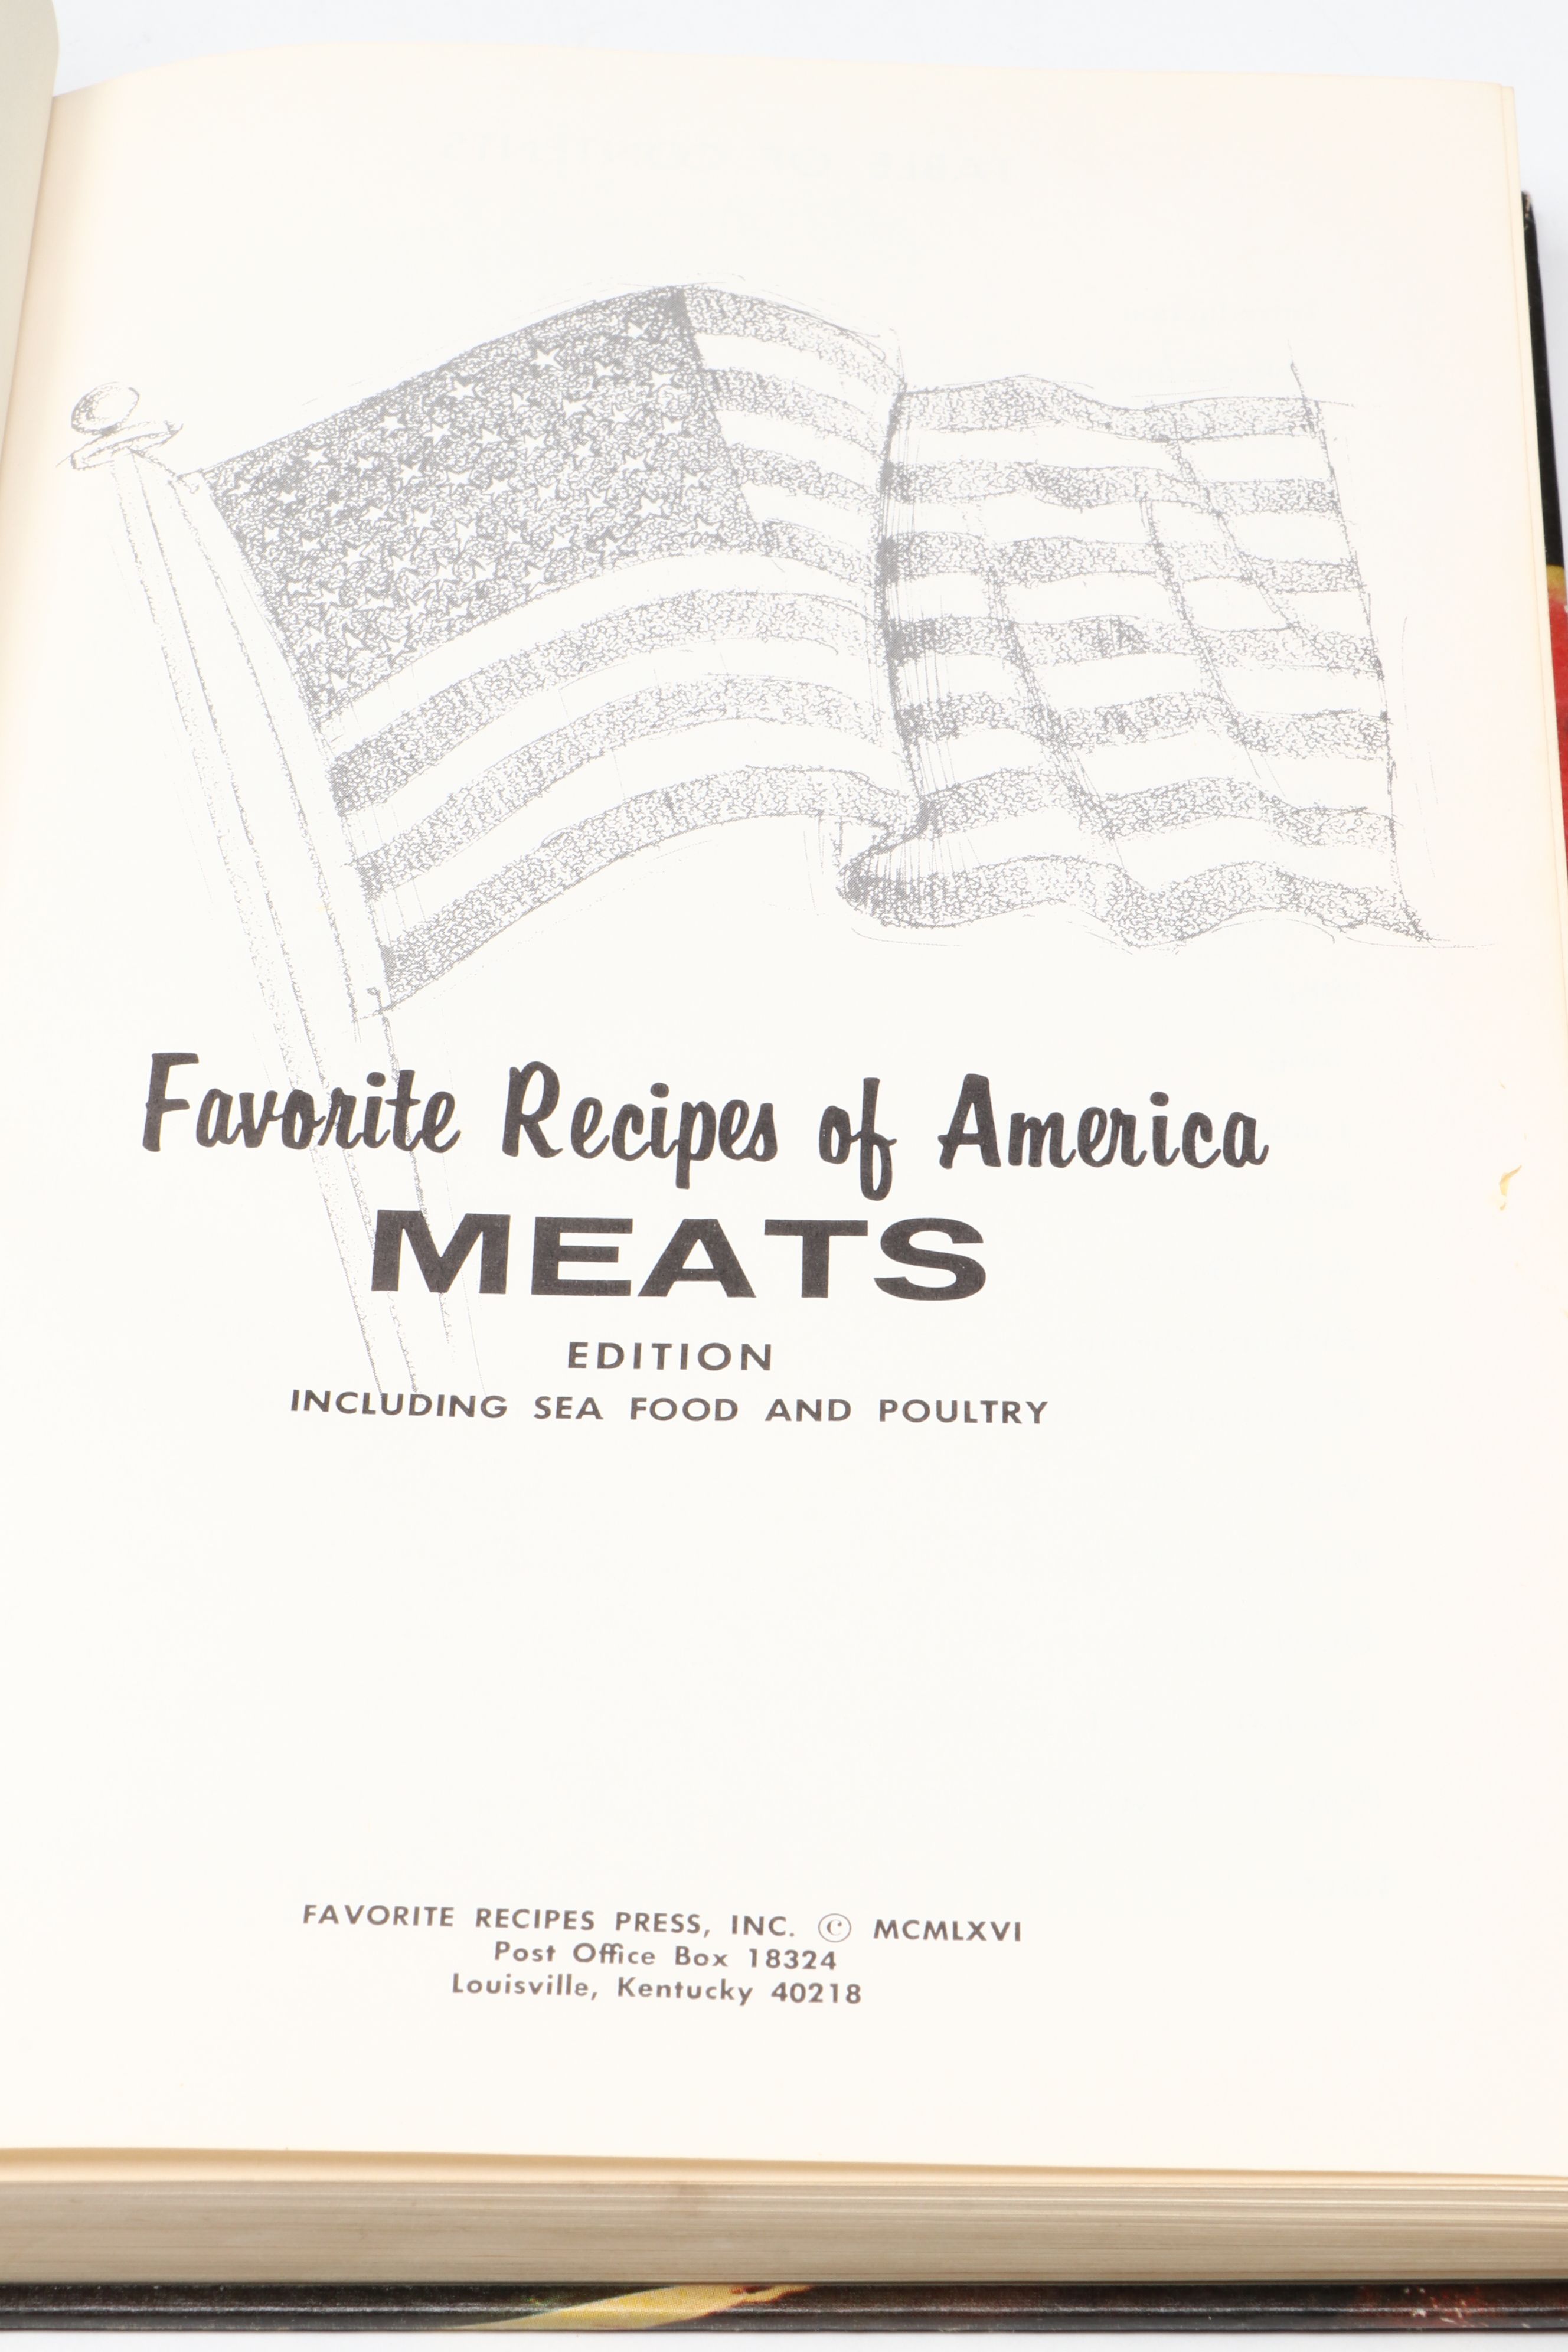 Favorite Recipes of America
MEATS
EDITION
INCLUDING SEA FOOD AND POULTRY
FAVORITE RECIPES PRESS, INC. © MCMLXVI
Post Office Box 18324
Louisville, Kentucky 40218